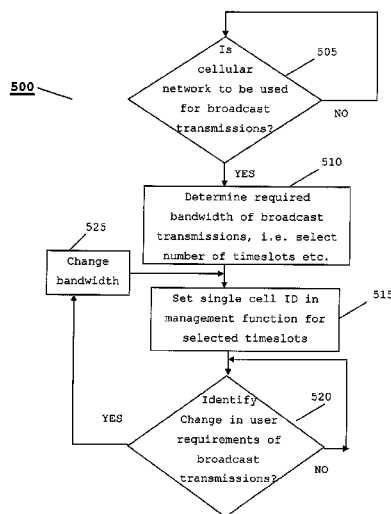 Is
cellular
network to be used
for broadcast
transmissions?
505
500
NO
YES
510
Determine required
bandwidth of broadcast
transmissions, i.e. select
number of timeslots etc.
525
Change
bandwidth
Set single cell ID in
management function for
selected timeslots
515
Identify
Change in user
requirements of
broadcast
transmissions?
520
YES
NO